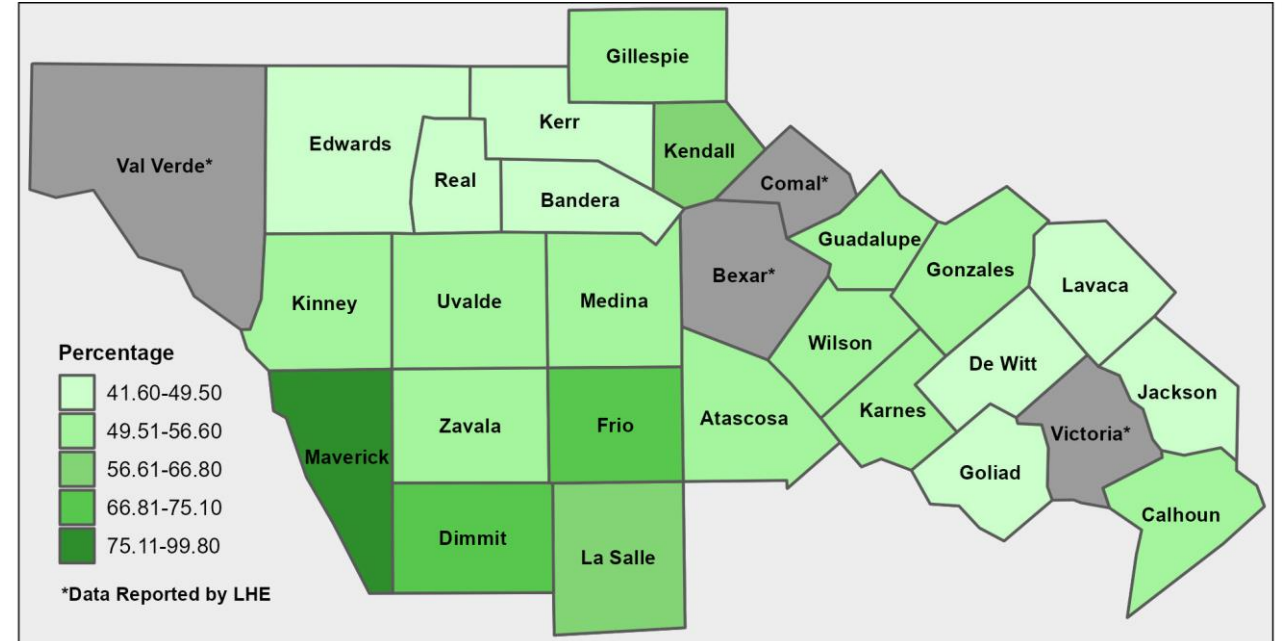 Gillespie
Edwards
Kerr
Kendall
Val Verde*
Real
Comal*
Bandera
Guadalupe
Gonzales
Bexar*
Lavaca
Kinney
Uvalde
Medina
Wilson
De Witt
Jackson
Zavala
Frio
Atascosa
Karnes
Victoria*
Maverick
Goliad
Calhoun
Dimmit
La Salle
Percentage
41.60-49.50
49.51-56.60
56.61-66.80
66.81-75.10
75.11-99.80
*Data Reported by LHE